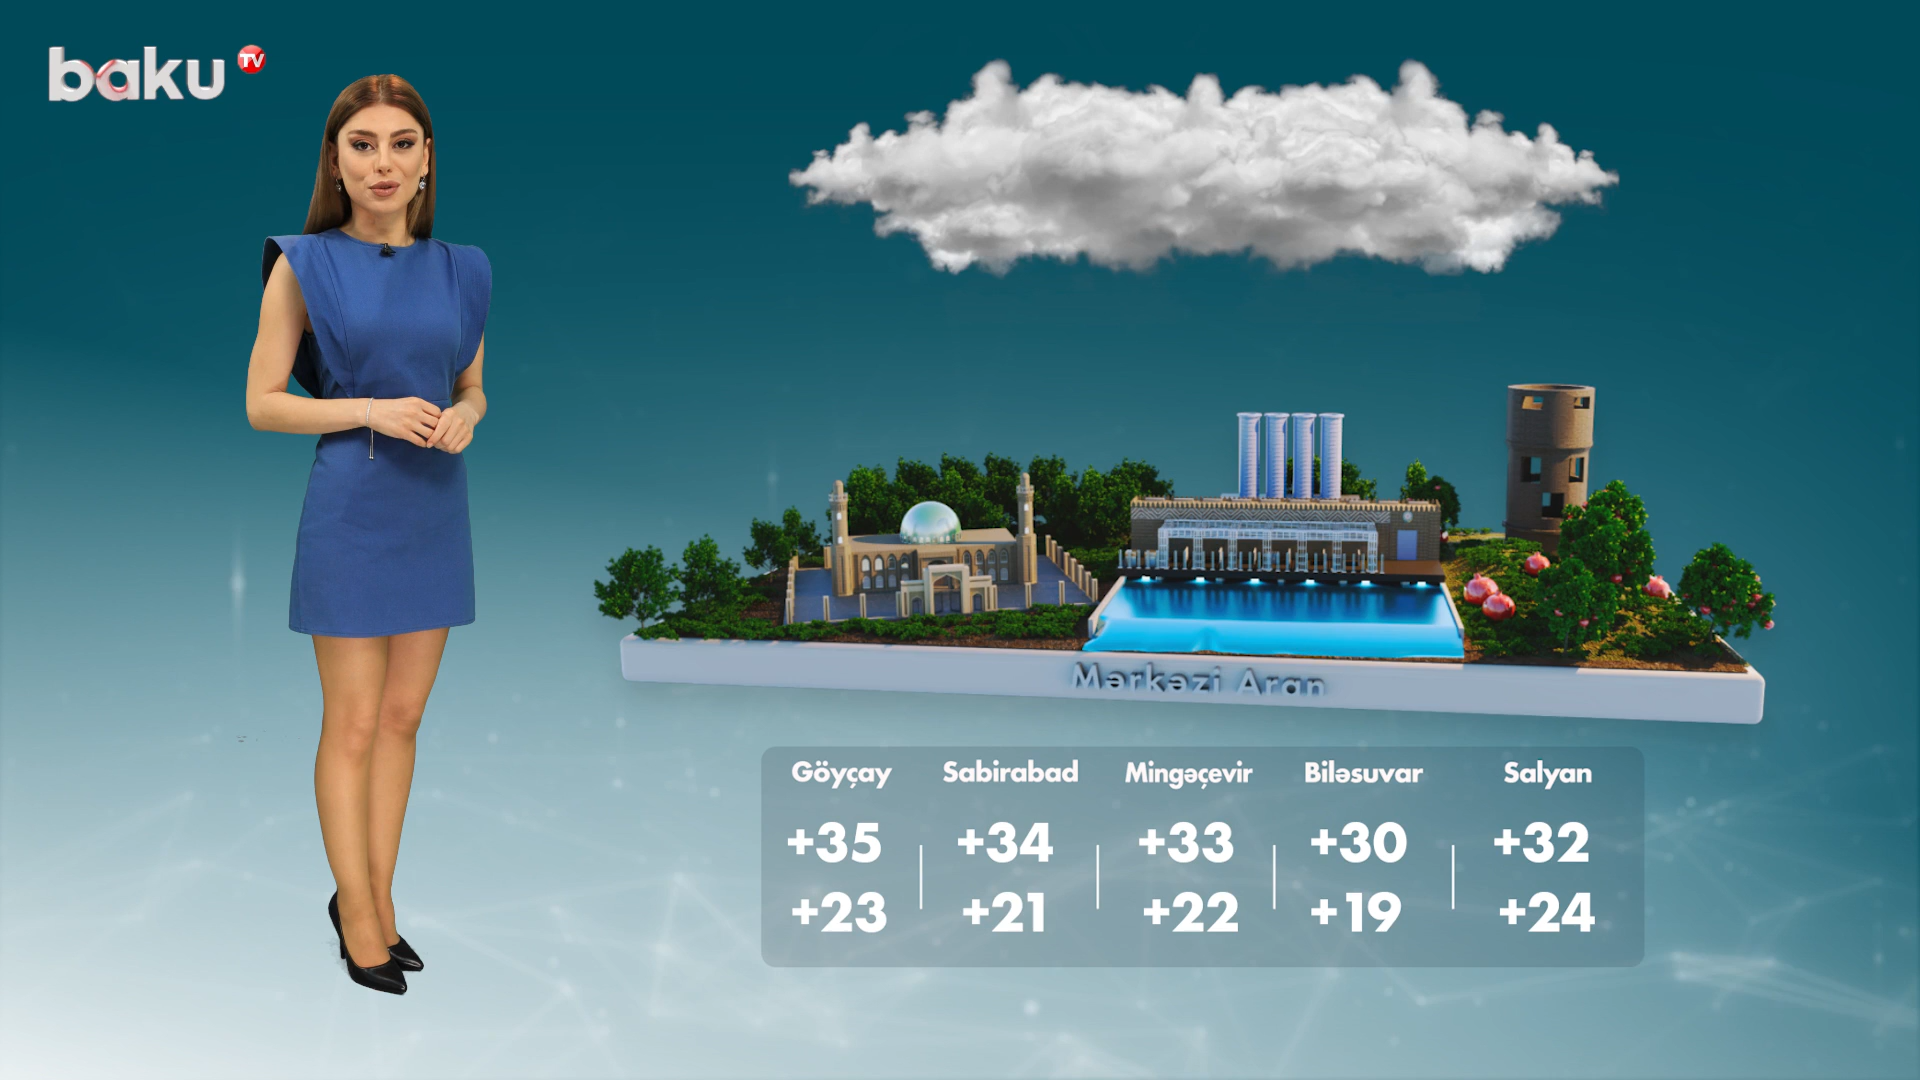 baku TV
Mərkəzi Aran
Göyçay Sabirabad Mingəçevir Biləsuvar Salyan
+35 +34 +33 +30 +32
+23 +21 +22 +19 +24